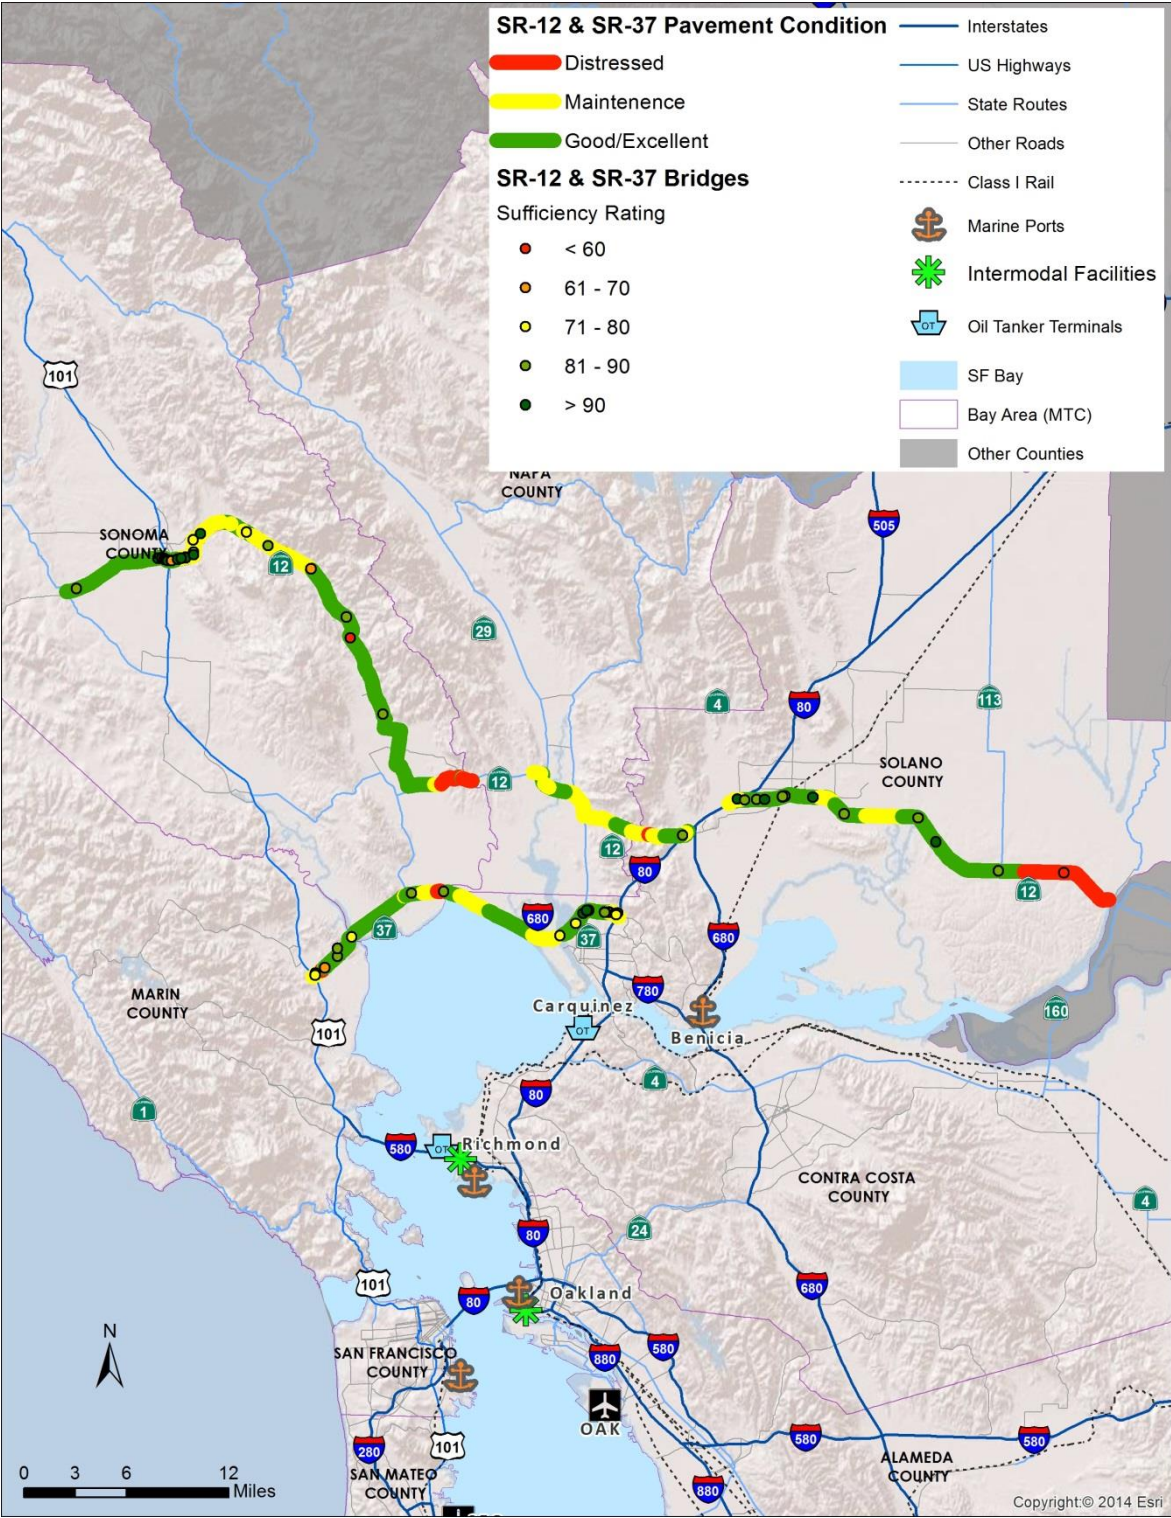 SR-12 & SR-37 Pavement Condition
Distressed
Maintenence
Good/Excellent
SR-12 & SR-37 Bridges
Sufficiency Rating
< 60
61 - 70
71 - 80
81 - 90
> 90
Interstates
US Highways
State Routes
Other Roads
Class I Rail
Marine Ports
Intermodal Facilities
OT
Oil Tanker Terminals
SF Bay
Bay Area (MTC)
Other Counties
101
NAPA
COUNTY
505
SONOMA
COUNTY
12
29
4
80
113
SOLANO
COUNTY
12
12
80
12
680
37
37
680
MARIN
COUNTY
780
Carquinez
OT
Benicia
160
101
4
80
1
580
OT
Richmond
CONTRA COSTA
COUNTY
4
80
24
101
80
Oakland
680
SAN FRANCISCO
COUNTY
880
580
OAK
280
101
580
580
SAN MATEO
COUNTY
ALAMEDA
COUNTY
880
N
0 3 6 12
Miles
Copyright:© 2014 Esri